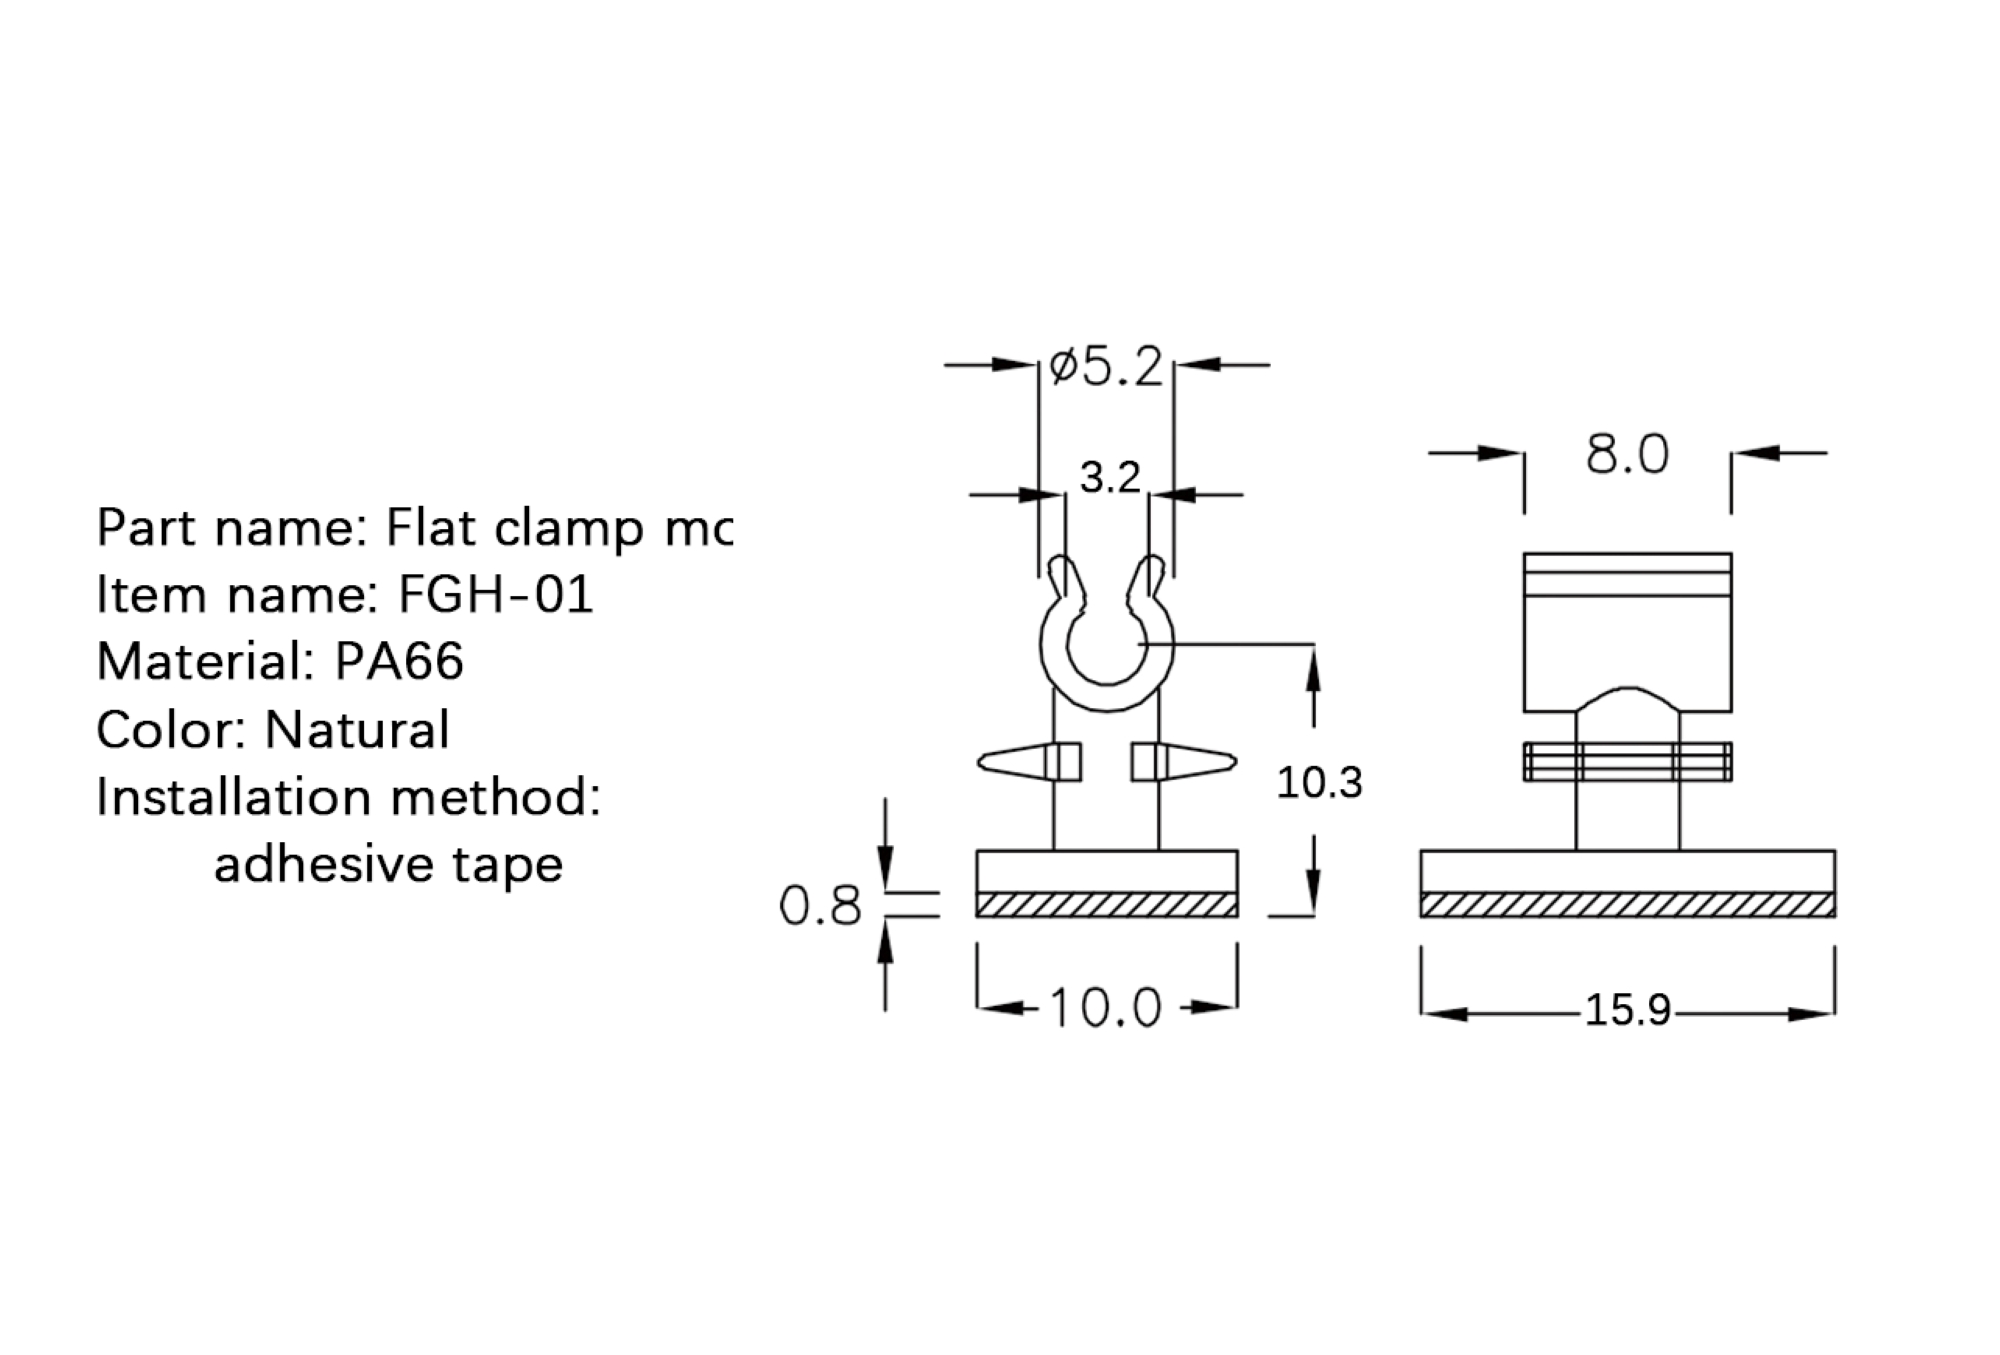 Part name: Flat clamp
Item name: FGH-01
Material: PA66
Color: Natural
Installation method:
adhesive tape
ø5.2
3.2
10.3
0.8
10.0
8.0
15.9